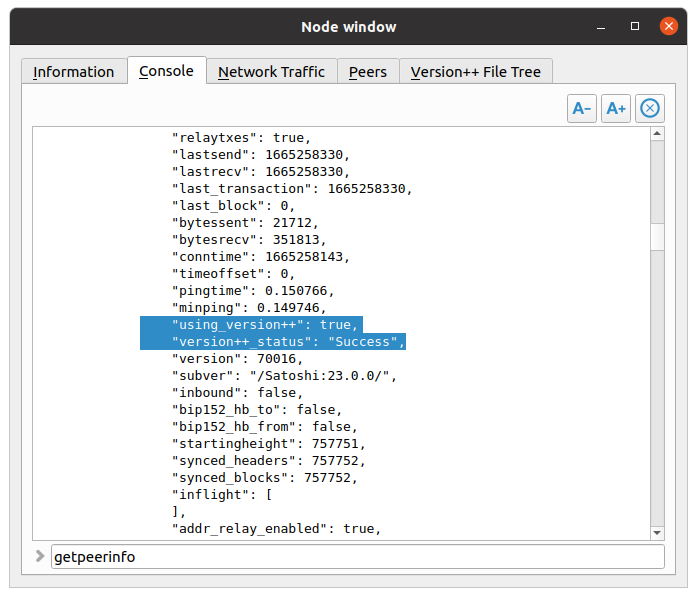 Node window
Information Console Network Traffic Peers Version++ File Tree
A- A+
"relaytxes": true,
"lastsend": 1665258330,
"lastrecv": 1665258330,
"last_transaction": 1665258330,
"last_block": 0,
"bytessent": 21712,
"bytesrecv": 351813,
"conntime": 1665258143,
"timeoffset": 0,
"pingtime": 0.150766,
"minping": 0.149746,
"using_version++": true,
"version++_status": "Success",
"version": 70016,
"subver": "/Satoshi:23.0.0/",
"inbound": false,
"bip152_hb_to": false,
"bip152_hb_from": false,
"startingheight": 757751,
"synced_headers": 757752,
"synced_blocks": 757752,
"inflight": [
],
"addr_relay_enabled": true,
getpeerinfo